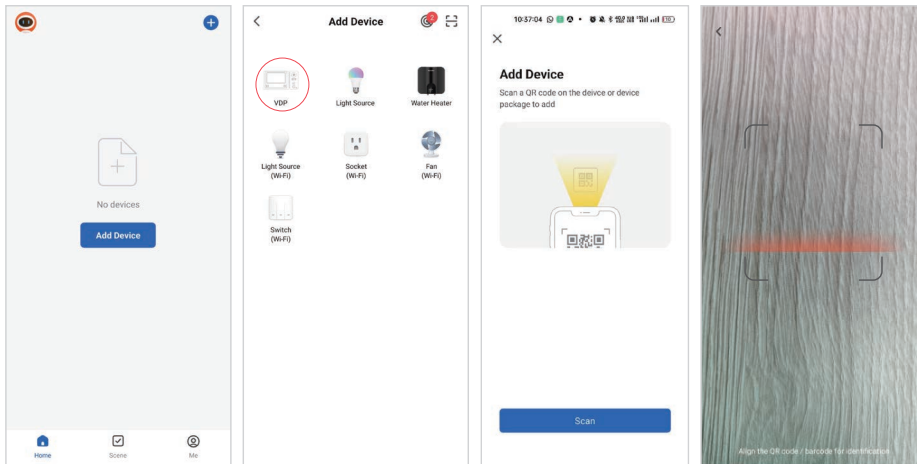 No devices
Add Device
Home
Scene
Me
Add Device
2
VDP
Light Source
Water Heater
Light Source
(Wi-Fi)
Socket
(Wi-Fi)
Fan
(Wi-Fi)
Switch
(Wi-Fi)
10:37:04
Add Device
Scan a QR code on the deivce or device
package to add
Scan
Align the QR code / barcode for identification